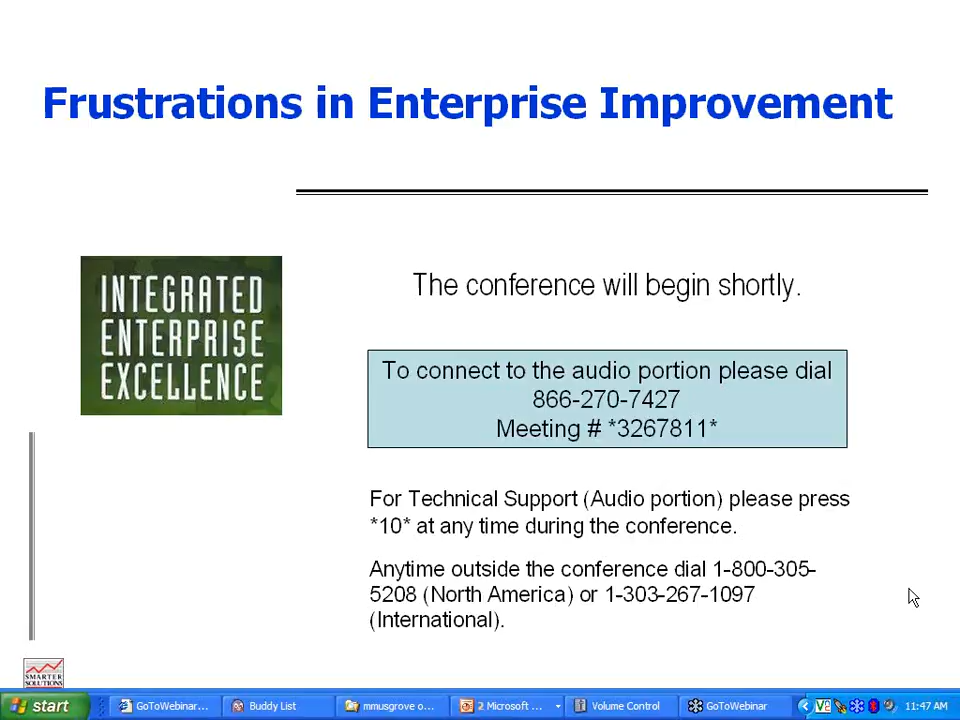 Frustrations in Enterprise Improvement
INTEGRATED
ENTERPRISE
EXCELLENCE
The conference will begin shortly.
To connect to the audio portion please dial
866-270-7427
Meeting # *3267811*
For Technical Support (Audio portion) please press
*10* at any time during the conference.
Anytime outside the conference dial 1-800-305-
5208 (North America) or 1-303-267-1097
(International).
SMARTER
SOLUTIONS
start
GoToWebinar...
Buddy List
mmusgrove o...
2 Microsoft ...
Volume Control
GoToWebinar
11:47 AM